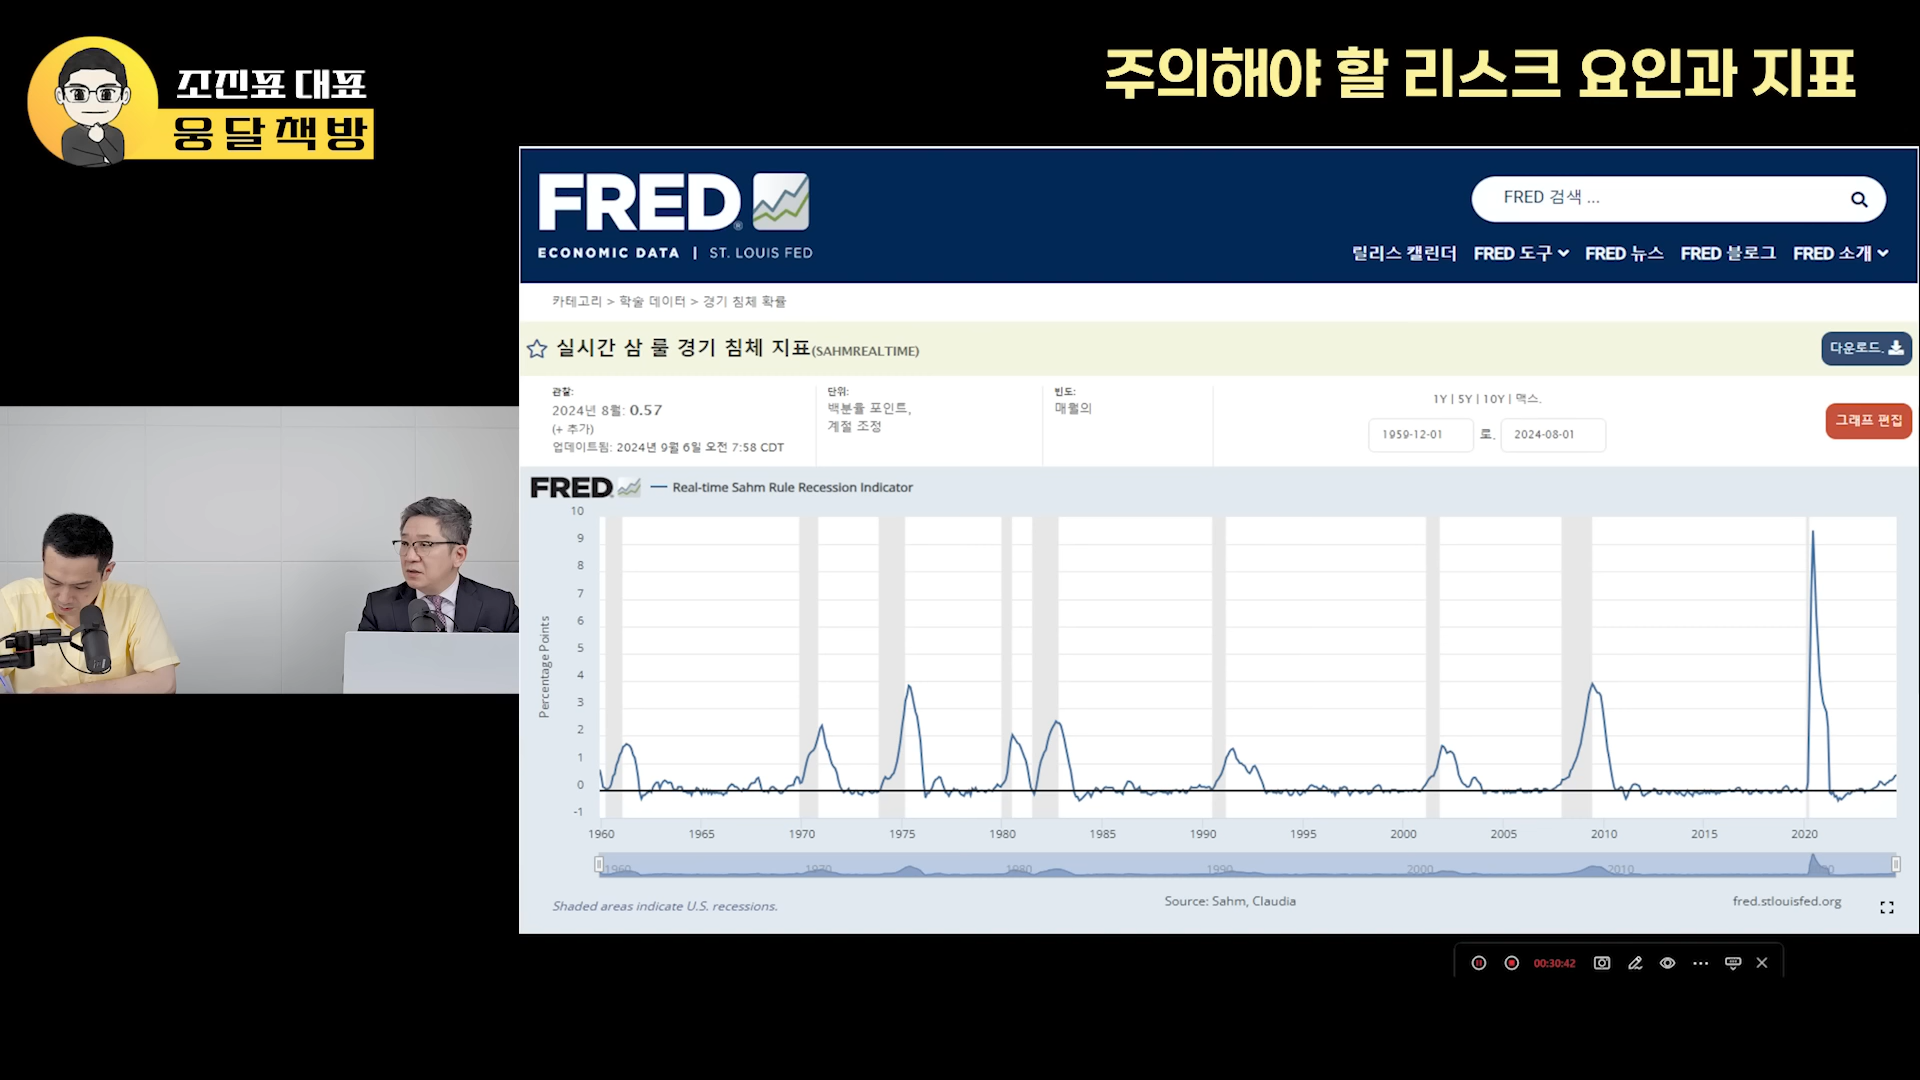 조진표 대표
웅달책방
주의해야 할 리스크 요인과 지표
FRED
ECONOMIC DATA | ST. LOUIS FED
FRED 검색 ...
릴리스 캘린더 FRED 도구 FRED 뉴스 FRED 블로그 FRED 소개
카테고리 > 학술 데이터 > 경기 침체 확률
실시간 삼 룰 경기 침체 지표(SAHMREALTIME)
다운로드.
관찰:
2024년 8월: 0.57
(+ 추가)
업데이트됨: 2024년 9월 6일 오전 7:58 CDT
단위:
백분율 포인트,
계절 조정
빈도:
매월의
1Y | 5Y | 10Y | 맥스.
1959-12-01 로. 2024-08-01
그래프 편집
FRED Real-time Sahm Rule Recession Indicator
Percentage Points
10
9
8
7
6
5
4
3
2
1
0
-1
1960 1965 1970 1975 1980 1985 1990 1995 2000 2005 2010 2015 2020
1960 1970 1980 1990 2000 2010
Shaded areas indicate U.S. recessions.
Source: Sahm, Claudia
fred.stlouisfed.org
00:30:42